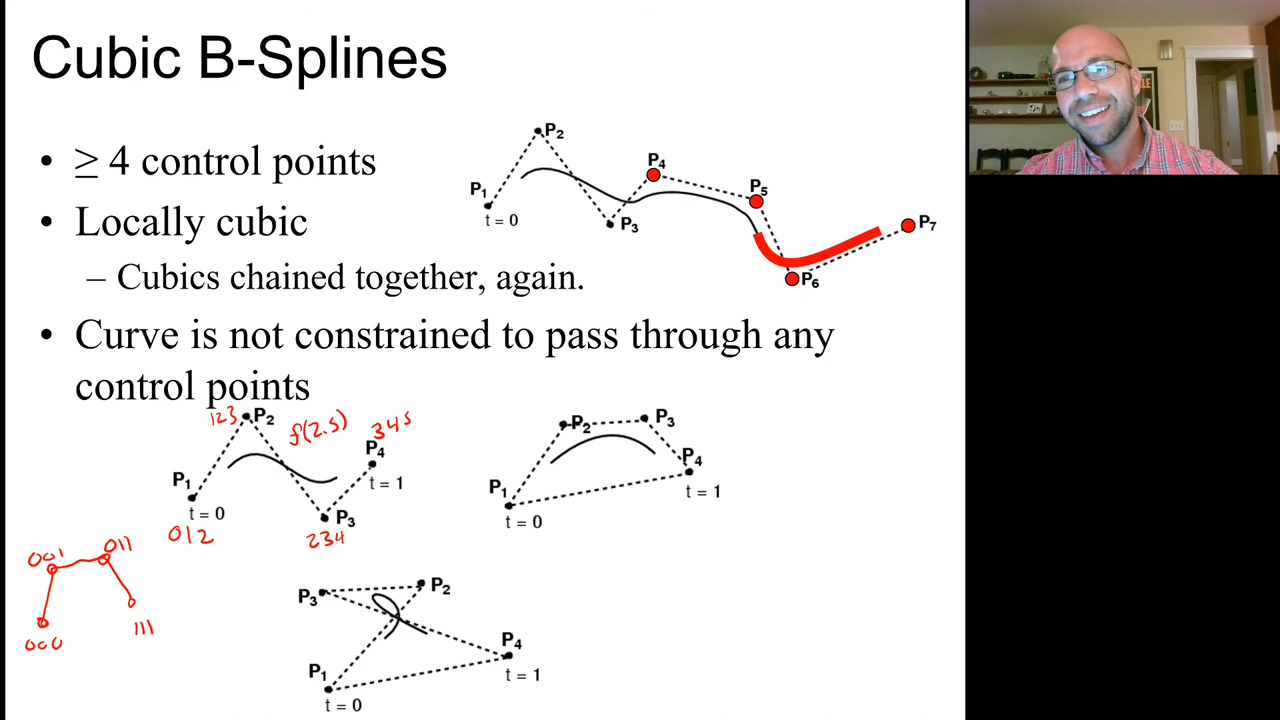 Cubic B-Splines
• ≥ 4 control points
• Locally cubic
– Cubics chained together, again.
• Curve is not constrained to pass through any
control points
P1
t = 0
P2
P3
P4
P5
P6
P7
123
P2
f(2.5)
345
P4
t = 1
P1
t = 0
012
P3
234
P2
P3
P4
t = 1
P1
t = 0
001
011
000
111
P3
P2
P4
t = 1
P1
t = 0